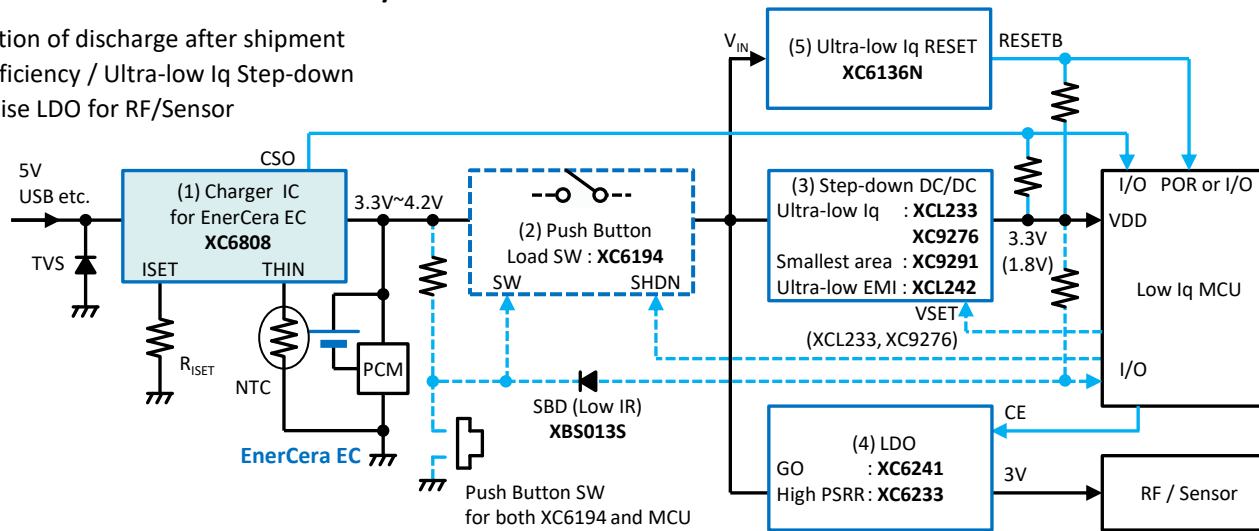 tion of discharge after shipment
ficiency / Ultra-low Iq Step-down
ise LDO for RF/Sensor
5V
USB etc.
TVS
CSO
(1) Charger IC
for EnerCera EC
XC6808
ISET
THIN
RISET
NTC
EnerCera EC
PCM
3.3V~4.2V
(2) Push Button
Load SW : XC6194
SW
SHDN
SBD (Low IR)
XBS013S
Push Button SW
for both XC6194 and MCU
VIN
(5) Ultra-low Iq RESET
XC6136N
RESETB
(3) Step-down DC/DC
Ultra-low Iq : XCL233
XC9276
Smallest area : XC9291
Ultra-low EMI : XCL242
VSET
(XCL233, XC9276)
3.3V
(1.8V)
I/O
POR or I/O
VDD
Low Iq MCU
I/O
CE
(4) LDO
GO : XC6241
High PSRR : XC6233
3V
RF / Sensor